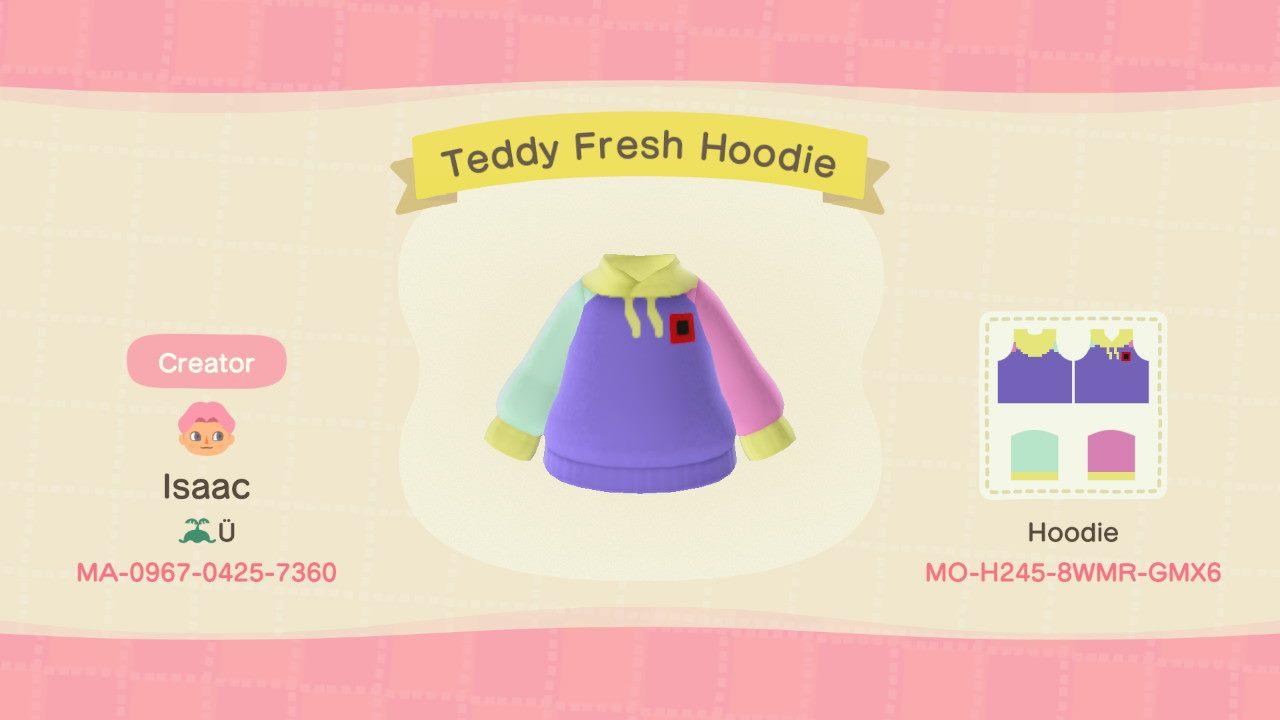 Teddy Fresh Hoodie
Creator
Isaac
Ü
MA-0967-0425-7360
Hoodie
MO-H245-8WMR-GMX6